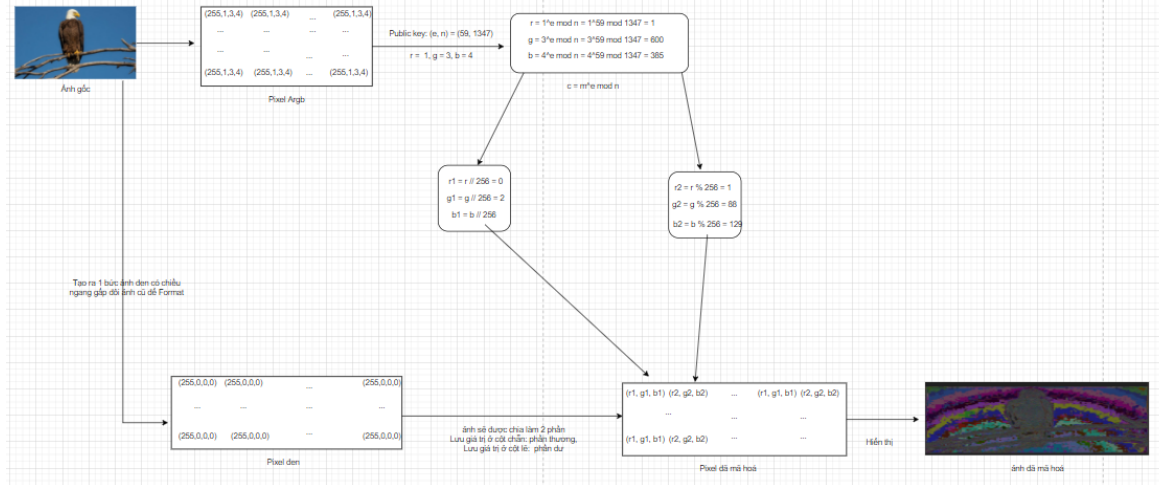 Ảnh gốc
(255,1,3,4) (255,1,3,4) ... (255,1,3,4)
... ... ... ...
... ... ... ...
(255,1,3,4) (255,1,3,4) ... (255,1,3,4)
Pixel Argb
Public key: (e, n) = (59, 1347)
r = 1, g = 3, b = 4
r = 1^e mod n = 1^59 mod 1347 = 1
g = 3^e mod n = 3^59 mod 1347 = 600
b = 4^e mod n = 4^59 mod 1347 = 385
c = m^e mod n
r1 = r // 256 = 0
g1 = g // 256 = 2
b1 = b // 256
r2 = r % 256 = 1
g2 = g % 256 = 88
b2 = b % 256 = 129
Tạo ra 1 bức ảnh đen có chiều
ngang gấp đôi ảnh cũ để Format
(255,0,0,0) (255,0,0,0) ... (255,0,0,0)
... ... ... ...
(255,0,0,0) (255,0,0,0) ... (255,0,0,0)
Pixel đen
ảnh sẽ được chia làm 2 phần
Lưu giá trị ở cột chẵn: phần thương,
Lưu giá trị ở cột lẻ: phần dư
(r1, g1, b1) (r2, g2, b2) ... (r1, g1, b1) (r2, g2, b2)
... ... ...
(r1, g1, b1) (r2, g2, b2) ... ...
Pixel đã mã hoá
Hiển thị
ảnh đã mã hoá